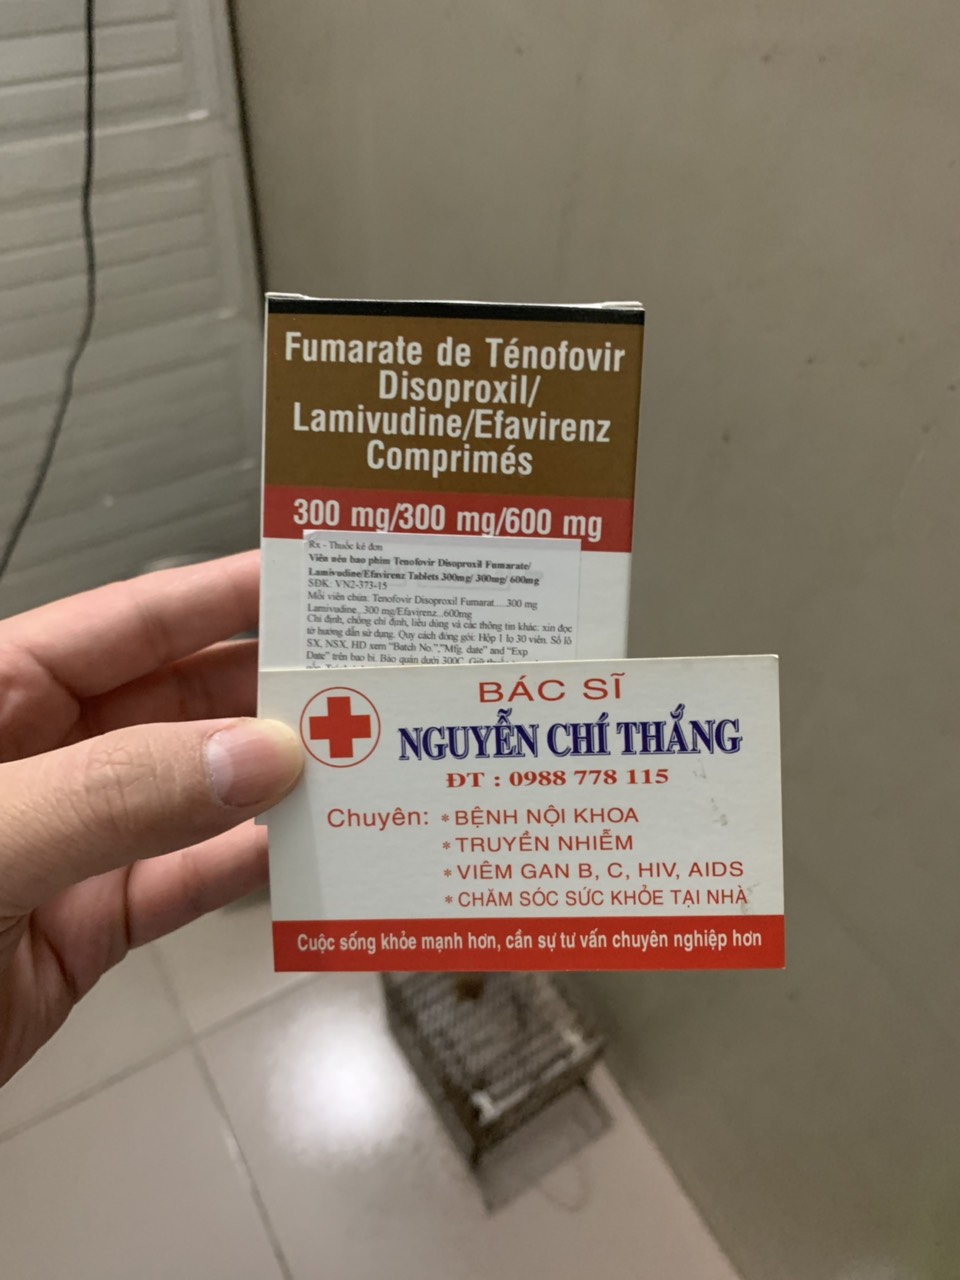 Fumarate de Ténofovir
Disoproxil/
Lamivudine/Efavirenz
Comprimés
300 mg/300 mg/600 mg
Rx - Thuốc kê đơn
Viên nén bao phim Tenofovir Disoproxil Fumarate/
Lamivudine/Efavirenz Tablets 300mg/ 300mg/ 600mg
SĐK: VN2-373-15
Mỗi viên chứa: Tenofovir Disoproxil Fumarat.....300 mg
Lamivudine...300 mg/Efavirenz...600mg
Chỉ định, chống chỉ định, liều dùng và các thông tin khác: xin đọc
tờ hướng dẫn sử dụng. Quy cách đóng gói: Hộp 1 lọ 30 viên. Số lô
SX, NSX, HD xem "Batch No.","Mfg. date" and "Exp
Date" trên bao bì. Bảo quản dưới 300C.
BÁC SĨ
NGUYỄN CHÍ THẮNG
ĐT : 0988 778 115
Chuyên: * BỆNH NỘI KHOA
* TRUYỀN NHIỄM
* VIÊM GAN B, C, HIV, AIDS
* CHĂM SÓC SỨC KHỎE TẠI NHÀ
Cuộc sống khỏe mạnh hơn, cần sự tư vấn chuyên nghiệp hơn